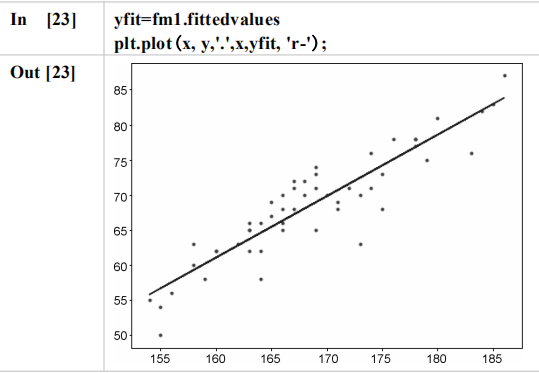 In [23]
yfit=fm1.fittedvalues
plt.plot(x, y,'.',x,yfit, 'r-');
Out [23]
85
80
75
70
65
60
55
50
155 160 165 170 175 180 185